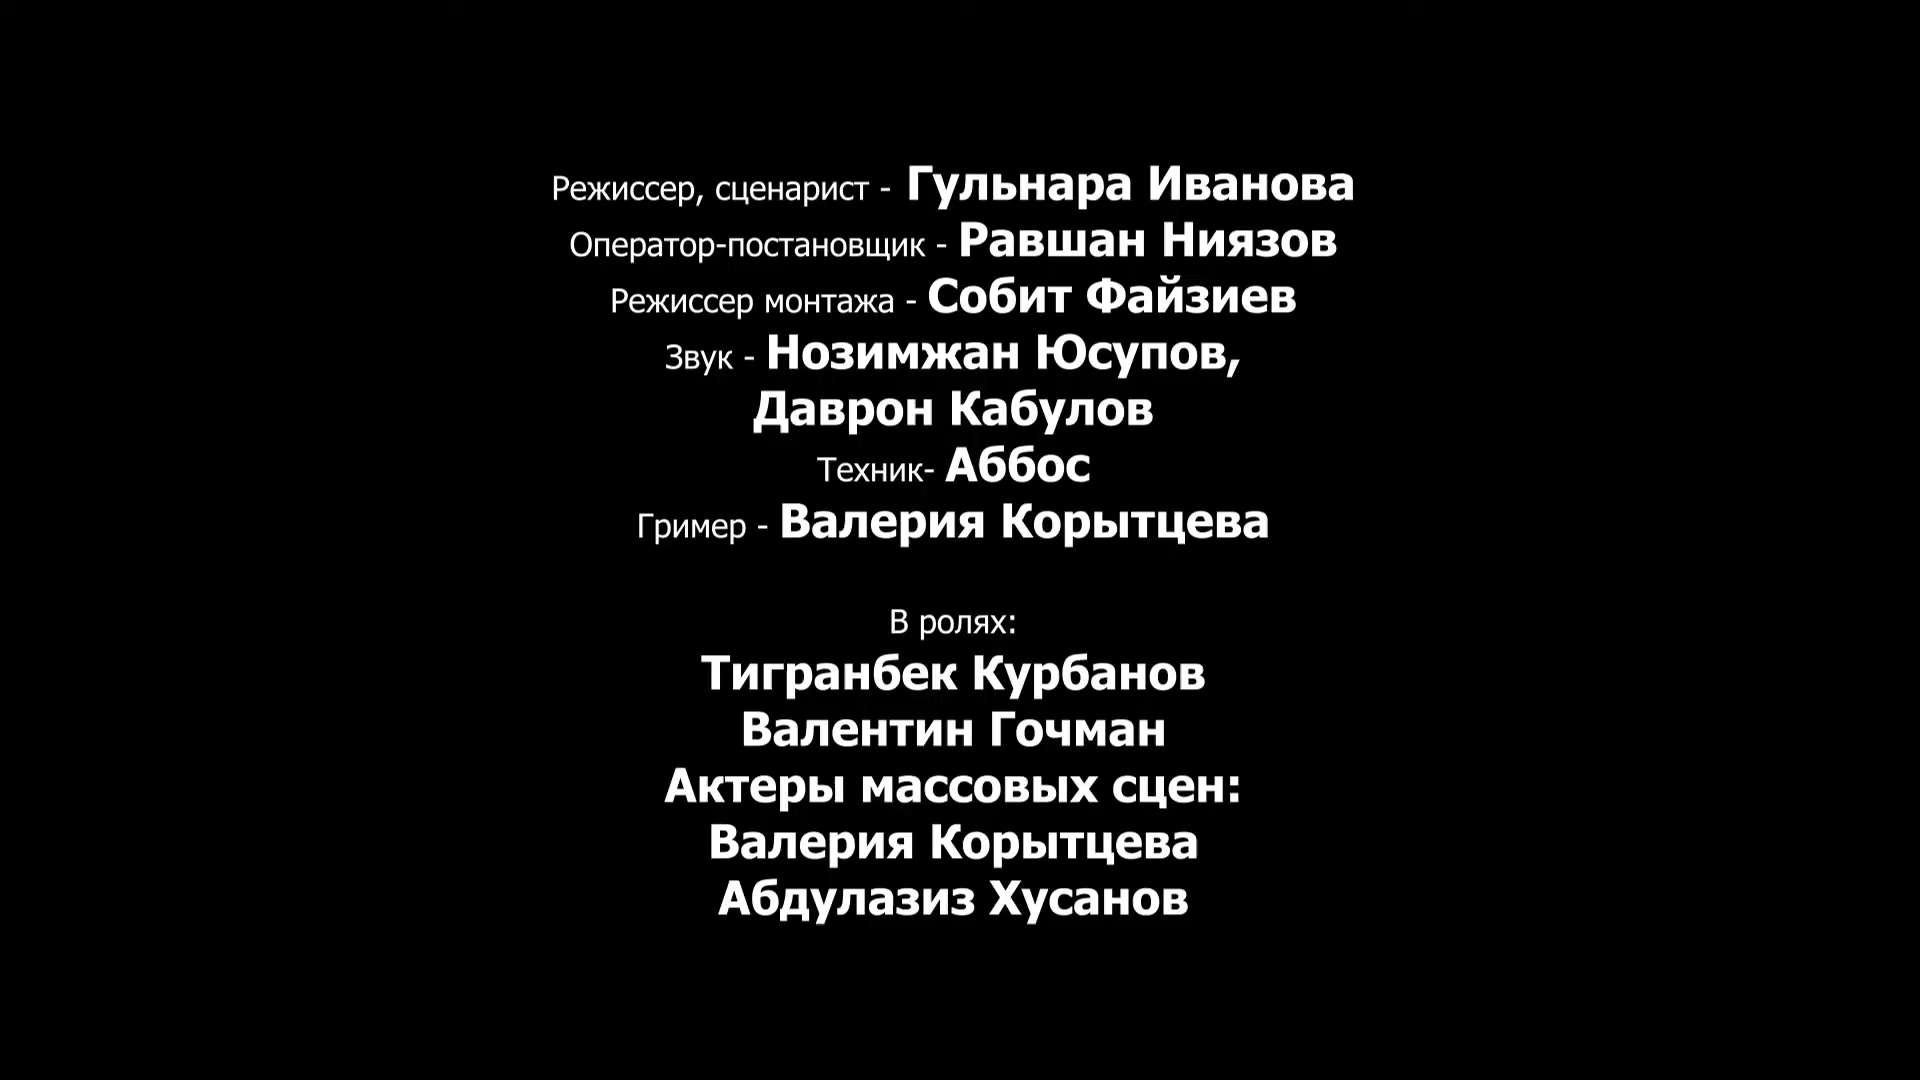 Режиссер, сценарист - Гульнара Иванова
Оператор-постановщик - Равшан Ниязов
Режиссер монтажа - Собит Файзиев
Звук - Нозимжан Юсупов,
Даврон Кабулов
Техник- Аббос
Гример - Валерия Корытцева
В ролях:
Тигранбек Курбанов
Валентин Гочман
Актеры массовых сцен:
Валерия Корытцева
Абдулазиз Хусанов